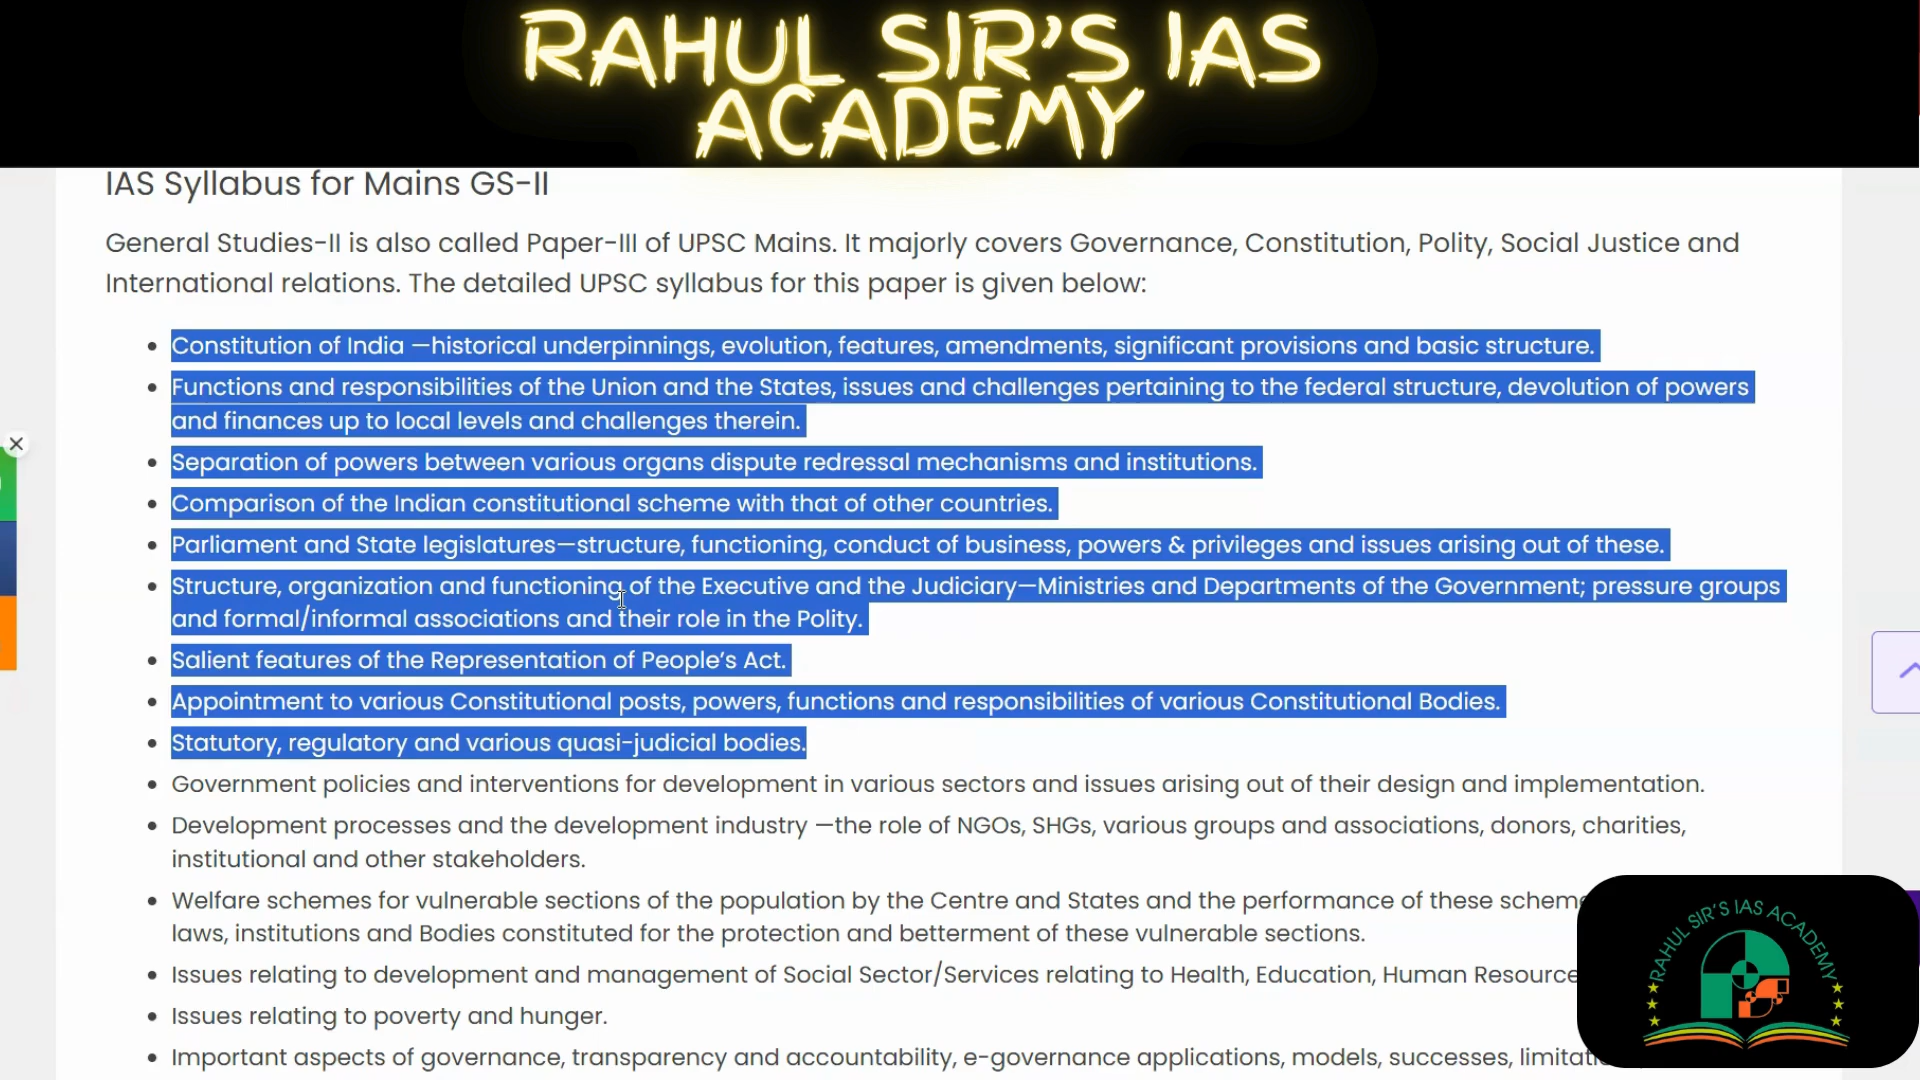 RAHUL SIR'S IAS
ACADEMY
IAS Syllabus for Mains GS-II
General Studies-II is also called Paper-III of UPSC Mains. It majorly covers Governance, Constitution, Polity, Social Justice and
International relations. The detailed UPSC syllabus for this paper is given below:
• Constitution of India —historical underpinnings, evolution, features, amendments, significant provisions and basic structure.
• Functions and responsibilities of the Union and the States, issues and challenges pertaining to the federal structure, devolution of powers
and finances up to local levels and challenges therein.
• Separation of powers between various organs dispute redressal mechanisms and institutions.
• Comparison of the Indian constitutional scheme with that of other countries.
• Parliament and State legislatures—structure, functioning, conduct of business, powers & privileges and issues arising out of these.
• Structure, organization and functioning of the Executive and the Judiciary—Ministries and Departments of the Government; pressure groups
and formal/informal associations and their role in the Polity.
• Salient features of the Representation of People's Act.
• Appointment to various Constitutional posts, powers, functions and responsibilities of various Constitutional Bodies.
• Statutory, regulatory and various quasi-judicial bodies.
• Government policies and interventions for development in various sectors and issues arising out of their design and implementation.
• Development processes and the development industry —the role of NGOs, SHGs, various groups and associations, donors, charities,
institutional and other stakeholders.
• Welfare schemes for vulnerable sections of the population by the Centre and States and the performance of these scheme
laws, institutions and Bodies constituted for the protection and betterment of these vulnerable sections.
• Issues relating to development and management of Social Sector/Services relating to Health, Education, Human Resource
• Issues relating to poverty and hunger.
• Important aspects of governance, transparency and accountability, e-governance applications, models, successes,
RAHUL SIR'S IAS ACADEMY